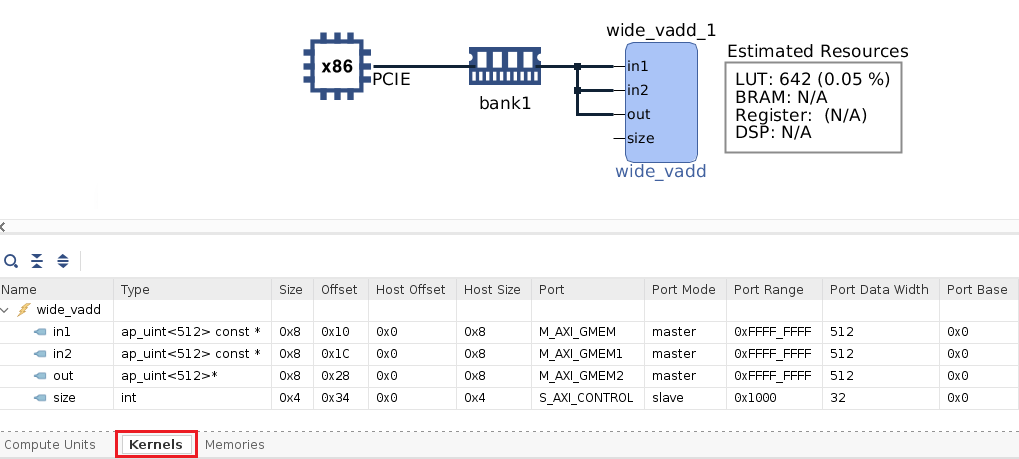 wide_vadd_1
x86
PCIE
bank1
in1
in2
out
size
wide_vadd
Estimated Resources
LUT: 642 (0.05 %)
BRAM: N/A
Register:  (N/A)
DSP: N/A
Name Type Size Offset Host Offset Host Size Port Port Mode Port Range Port Data Width Port Base
wide_vadd
in1 ap_uint<512> const * 0x8 0x10 0x0 0x8 M_AXI_GMEM master 0xFFFF_FFFF 512 0x0
in2 ap_uint<512> const * 0x8 0x1C 0x0 0x8 M_AXI_GMEM1 master 0xFFFF_FFFF 512 0x0
out ap_uint<512>* 0x8 0x28 0x0 0x8 M_AXI_GMEM2 master 0xFFFF_FFFF 512 0x0
size int 0x4 0x34 0x0 0x4 S_AXI_CONTROL slave 0x1000 32 0x0
Compute Units Kernels Memories